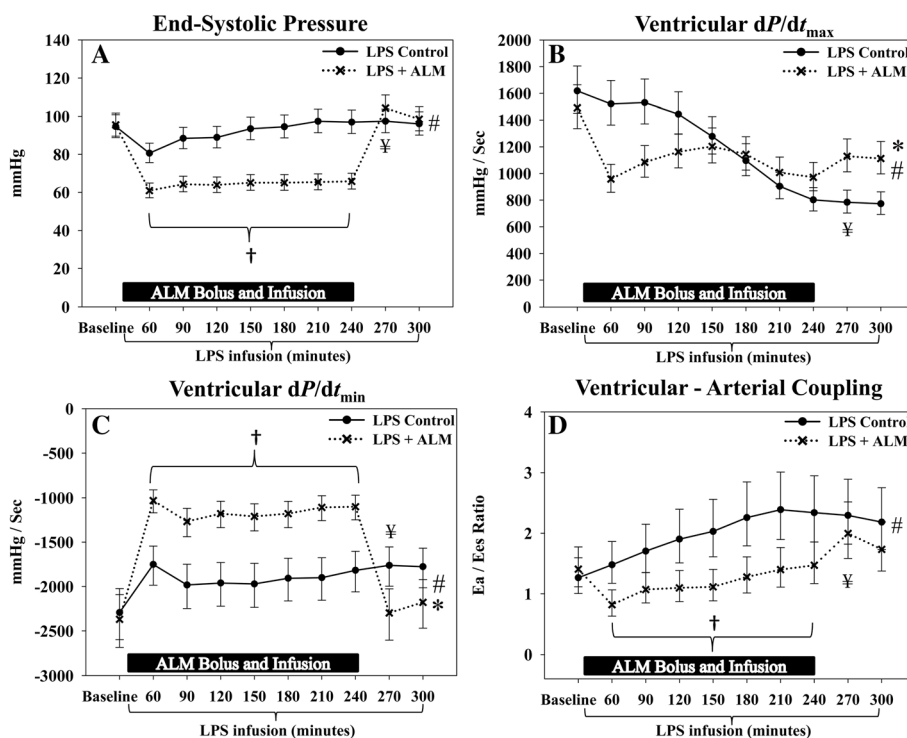 End-Systolic Pressure
A
LPS Control
LPS + ALM
mmHg
140
120
100
80
60
40
20
0
#
¥
†
ALM Bolus and Infusion
Baseline 60 90 120 150 180 210 240 270 300
LPS infusion (minutes)
Ventricular dP/dtmax
B
LPS Control
LPS + ALM
mmHg / Sec
2000
1800
1600
1400
1200
1000
800
600
400
200
0
*
#
¥
ALM Bolus and Infusion
Baseline 60 90 120 150 180 210 240 270 300
LPS infusion (minutes)
Ventricular dP/dtmin
C
LPS Control
LPS + ALM
mmHg / Sec
0
-500
-1000
-1500
-2000
-2500
-3000
†
¥
#
*
ALM Bolus and Infusion
Baseline 60 90 120 150 180 210 240 270 300
LPS infusion (minutes)
Ventricular - Arterial Coupling
D
LPS Control
LPS + ALM
Ea / Ees Ratio
4
3
2
1
0
#
¥
†
ALM Bolus and Infusion
Baseline 60 90 120 150 180 210 240 270 300
LPS infusion (minutes)